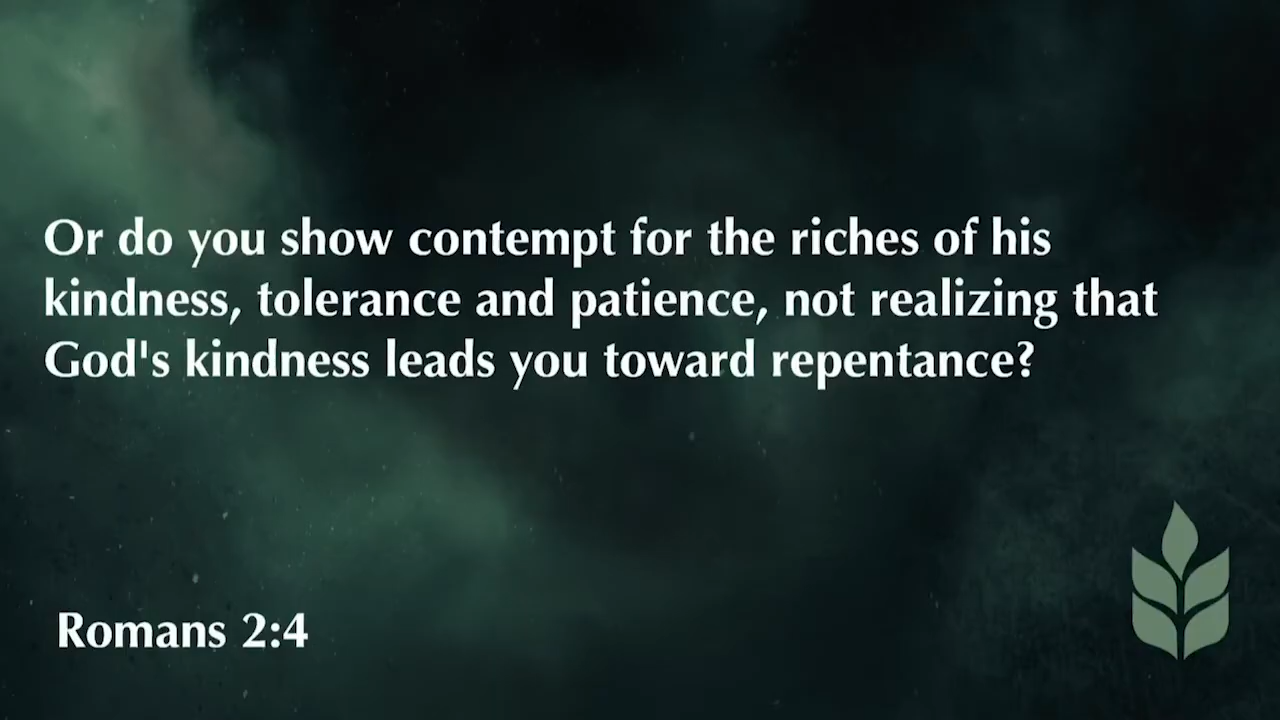 Or do you show contempt for the riches of his
kindness, tolerance and patience, not realizing that
God's kindness leads you toward repentance?
Romans 2:4